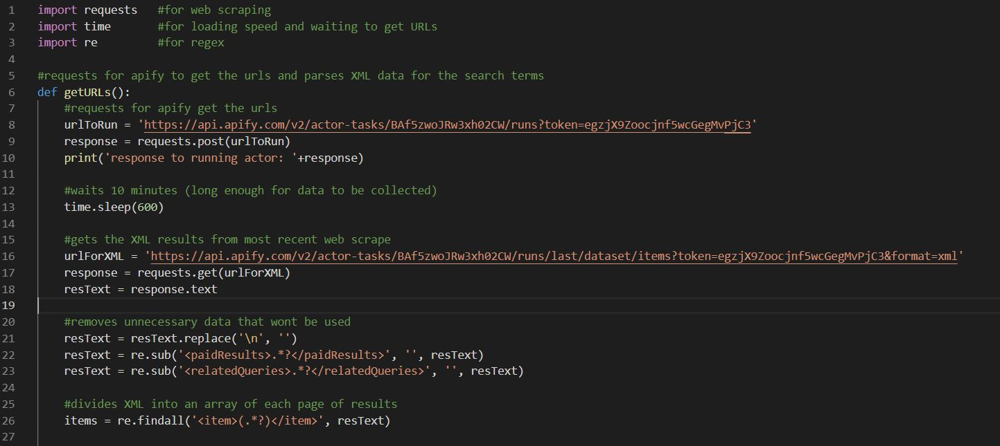 1 import requests   #for web scraping
2 import time       #for loading speed and waiting to get URLs
3 import re         #for regex
4
5 #requests for apify to get the urls and parses XML data for the search terms
6 def getURLs():
7     #requests for apify get the urls
8     urlToRun = 'https://api.apify.com/v2/actor-tasks/BAf5zwoJRw3xh02CW/runs?token=egzjX9Zoocjnf5wcGegMvPjC3'
9     response = requests.post(urlToRun)
10     print('response to running actor: '+response)
11
12     #waits 10 minutes (long enough for data to be collected)
13     time.sleep(600)
14
15     #gets the XML results from most recent web scrape
16     urlForXML = 'https://api.apify.com/v2/actor-tasks/BAf5zwoJRw3xh02CW/runs/last/dataset/items?token=egzjX9Zoocjnf5wcGegMvPjC3&format=xml'
17     response = requests.get(urlForXML)
18     resText = response.text
19
20     #removes unnecessary data that wont be used
21     resText = resText.replace('\n', '')
22     resText = re.sub('<paidResults>.*?</paidResults>', '', resText)
23     resText = re.sub('<relatedQueries>.*?</relatedQueries>', '', resText)
24
25     #divides XML into an array of each page of results
26     items = re.findall('<item>(.*?)</item>', resText)
27